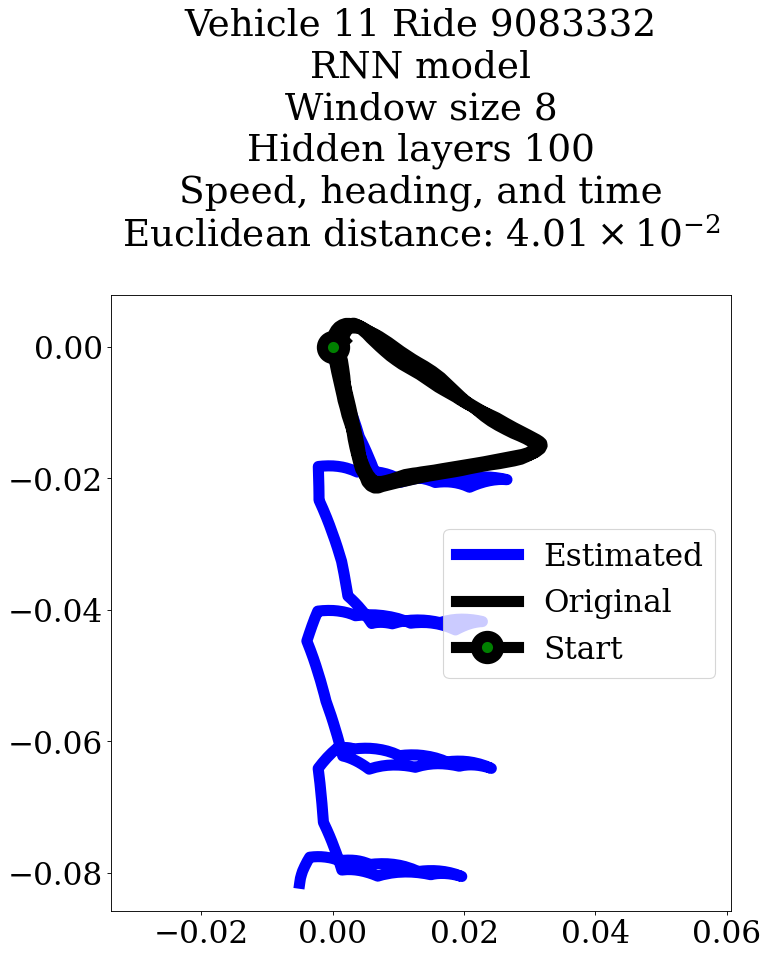 Vehicle 11 Ride 9083332
RNN model
Window size 8
Hidden layers 100
Speed, heading, and time
Euclidean distance: 4.01 × 10⁻²
0.00
−0.02
−0.04
−0.06
−0.08
Estimated
Original
Start
−0.02 0.00 0.02 0.04 0.06